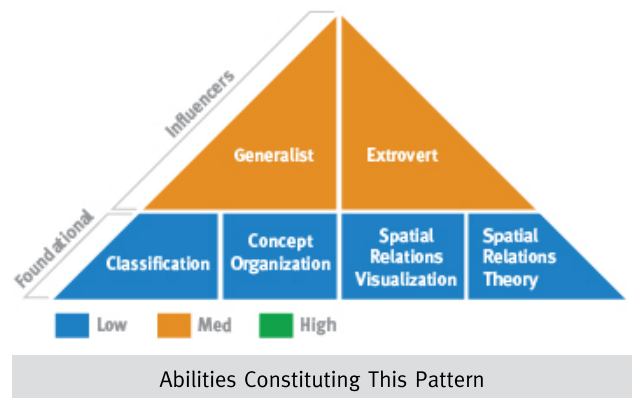 Influencers
Generalist
Extrovert
Foundational
Classification
Concept
Organization
Spatial
Relations
Visualization
Spatial
Relations
Theory
Low
Med
High
Abilities Constituting This Pattern